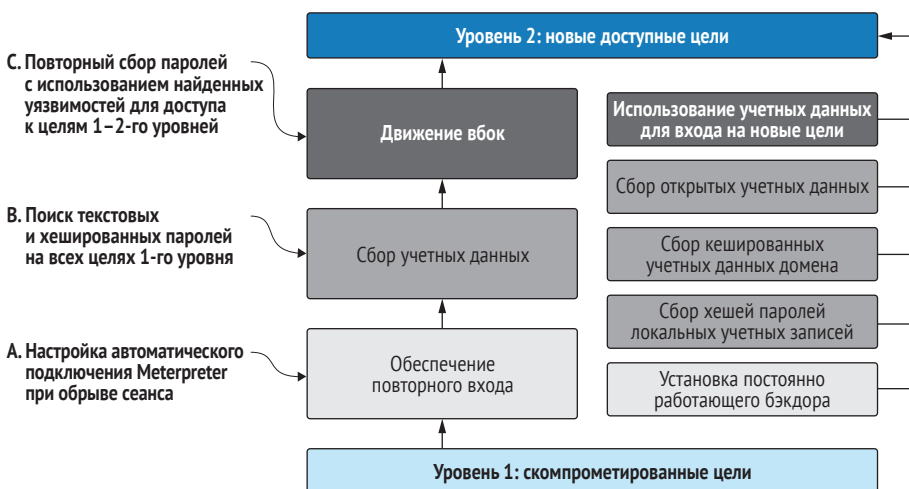 Уровень 2: новые доступные цели
C. Повторный сбор паролей
с использованием найденных
уязвимостей для доступа
к целям 1–2-го уровней
Движение вбок
Использование учетных данных
для входа на новые цели
Сбор открытых учетных данных
B. Поиск текстовых
и хешированных паролей
на всех целях 1-го уровня
Сбор учетных данных
Сбор кешированных
учетных данных домена
Сбор хешей паролей
локальных учетных записей
A. Настройка автоматического
подключения Meterpreter
при обрыве сеанса
Обеспечение
повторного входа
Установка постоянно
работающего бэкдора
Уровень 1: скомпрометированные цели